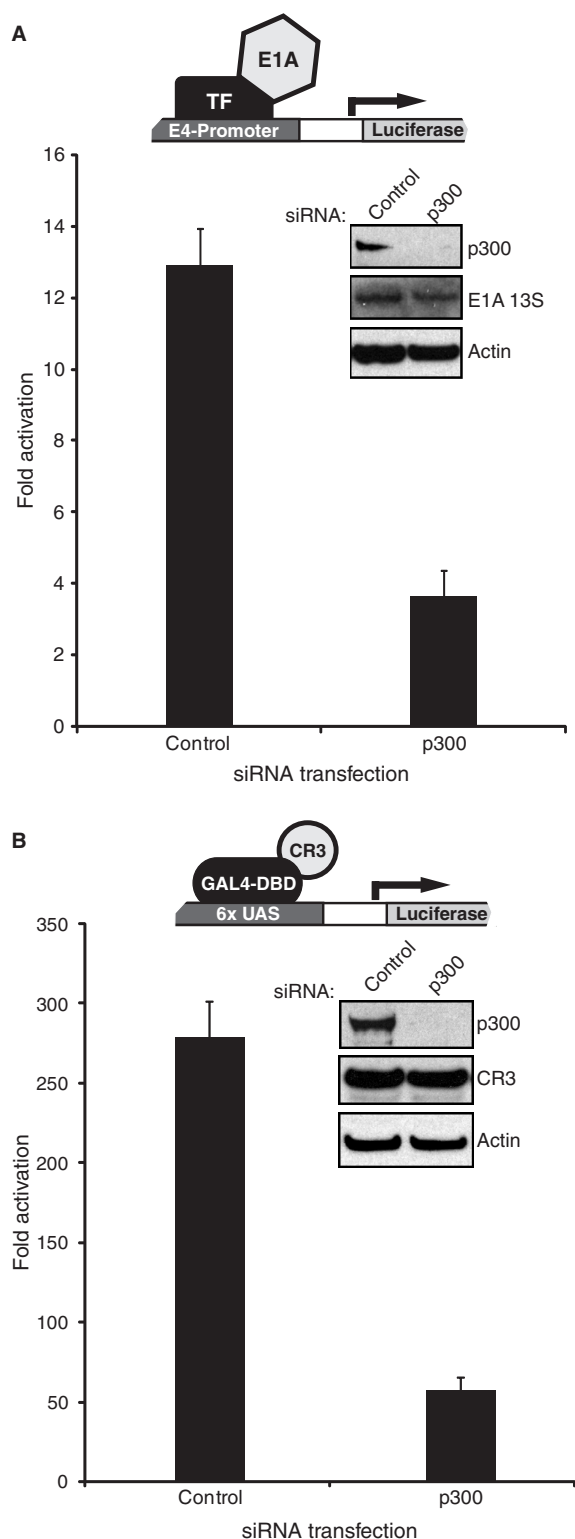 A
E1A
TF
E4-Promoter
Luciferase
16
14
12
10
8
6
4
2
0
Fold activation
siRNA:
Control
p300
p300
E1A 13S
Actin
Control
p300
siRNA transfection
B
CR3
GAL4-DBD
6x UAS
Luciferase
350
300
250
200
150
100
50
0
Fold activation
siRNA:
Control
p300
p300
CR3
Actin
Control
p300
siRNA transfection